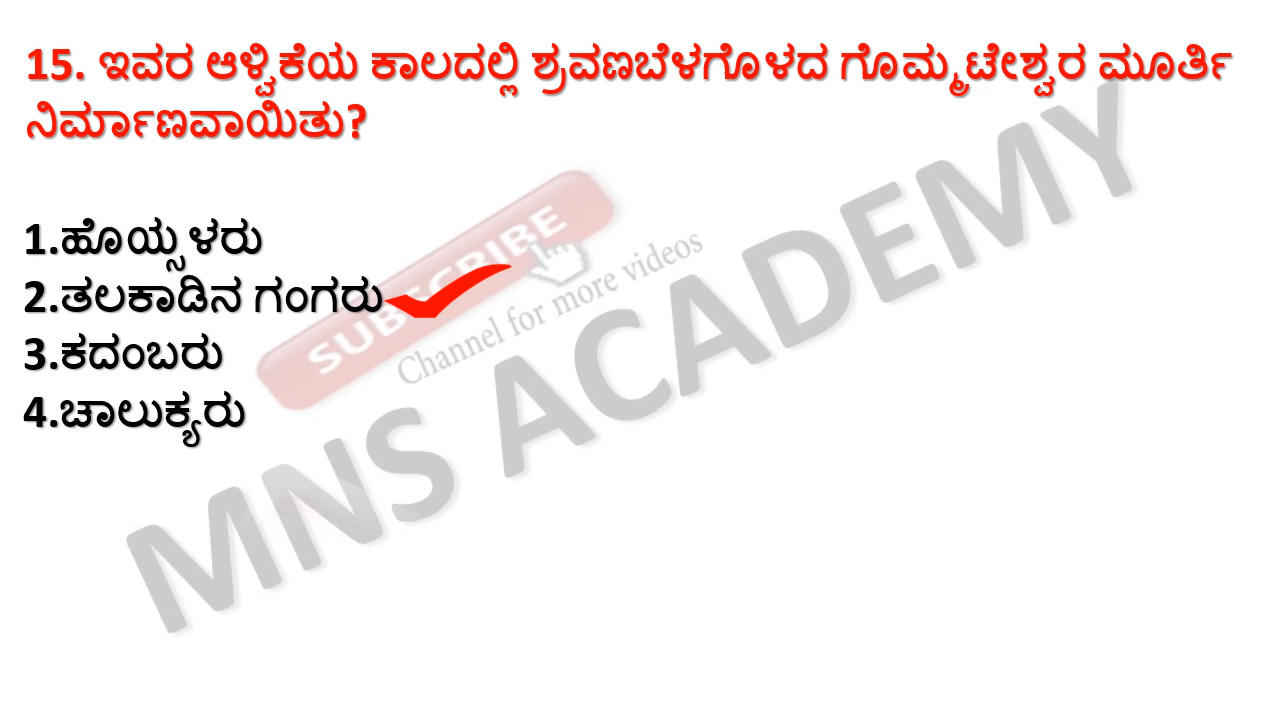 15. ಇವರ ಆಳ್ವಿಕೆಯ ಕಾಲದಲ್ಲಿ ಶ್ರವಣಬೆಳಗೊಳದ ಗೊಮ್ಮಟೇಶ್ವರ ಮೂರ್ತಿ
ನಿರ್ಮಾಣವಾಯಿತು?
1.ಹೊಯ್ಸಳರು
2.ತಲಕಾಡಿನ ಗಂಗರು
3.ಕದಂಬರು
4.ಚಾಲುಕ್ಯರು
SUBSCRIBE
Channel for more videos
MNS ACADEMY